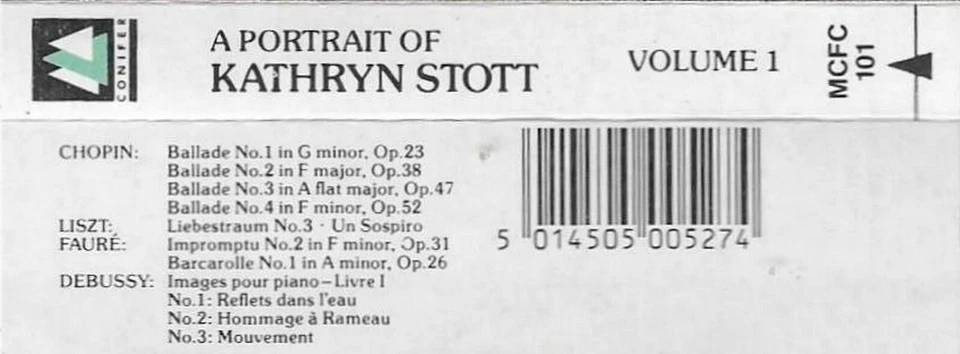 CONIFER
A PORTRAIT OF
KATHRYN STOTT
VOLUME 1
MCFC
101
CHOPIN: Ballade No.1 in G minor, Op.23
Ballade No.2 in F major, Op.38
Ballade No.3 in A flat major, Op.47
Ballade No.4 in F minor, Op.52
LISZT: Liebestraum No.3 · Un Sospiro
FAURÉ: Impromptu No.2 in F minor, Op.31
Barcarolle No.1 in A minor, Op.26
DEBUSSY: Images pour piano–Livre I
No.1: Reflets dans l'eau
No.2: Hommage à Rameau
No.3: Mouvement
5 014505 005274